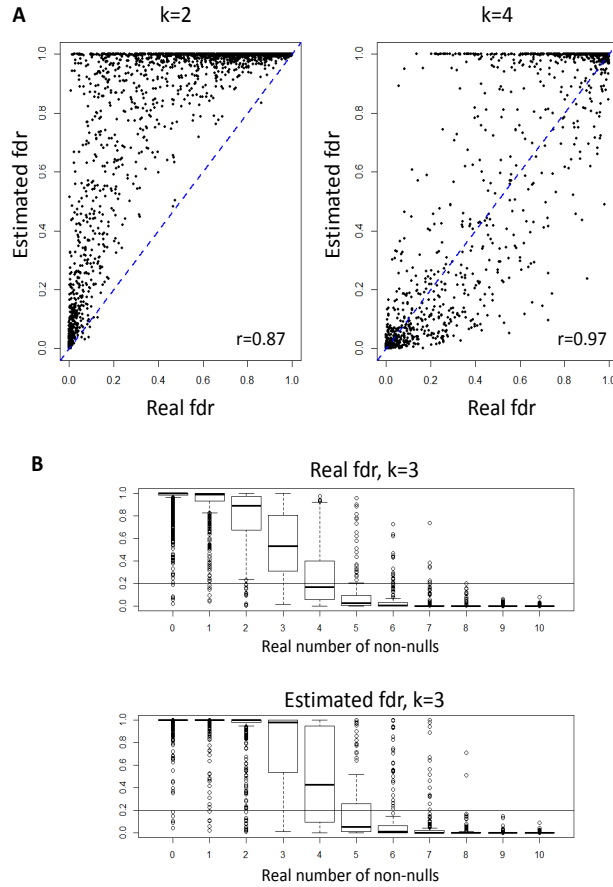 A
k=2
k=4
Estimated fdr
0.0 0.2 0.4 0.6 0.8 1.0
r=0.87
0.0 0.2 0.4 0.6 0.8 1.0
Real fdr
Estimated fdr
0.0 0.2 0.4 0.6 0.8 1.0
r=0.97
0.0 0.2 0.4 0.6 0.8 1.0
Real fdr
B
Real fdr, k=3
0.0 0.2 0.4 0.6 0.8 1.0
0 1 2 3 4 5 6 7 8 9 10
Real number of non-nulls
Estimated fdr, k=3
0.0 0.2 0.4 0.6 0.8 1.0
0 1 2 3 4 5 6 7 8 9 10
Real number of non-nulls